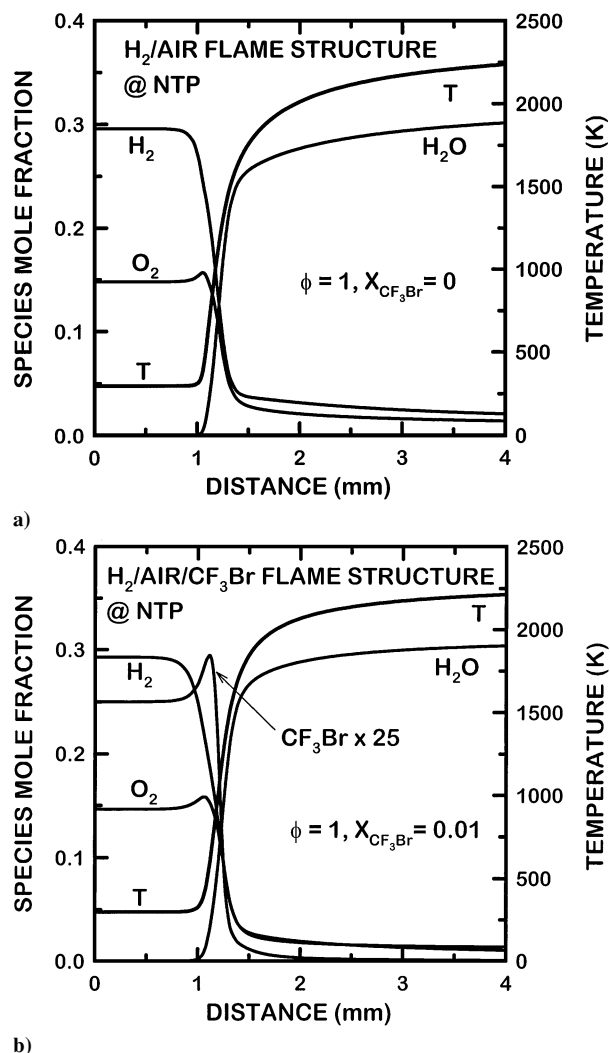 H₂/AIR FLAME STRUCTURE
@ NTP
0.4
0.3
0.2
0.1
0.0
SPECIES MOLE FRACTION
2500
2000
1500
1000
500
0
TEMPERATURE (K)
T
H₂
H₂O
O₂
ϕ = 1, X_CF₃Br = 0
T
0 1 2 3 4
DISTANCE (mm)
a)
H₂/AIR/CF₃Br FLAME STRUCTURE
@ NTP
0.4
0.3
0.2
0.1
0.0
SPECIES MOLE FRACTION
2500
2000
1500
1000
500
0
TEMPERATURE (K)
T
H₂
H₂O
CF₃Br x 25
O₂
ϕ = 1, X_CF₃Br = 0.01
T
0 1 2 3 4
DISTANCE (mm)
b)